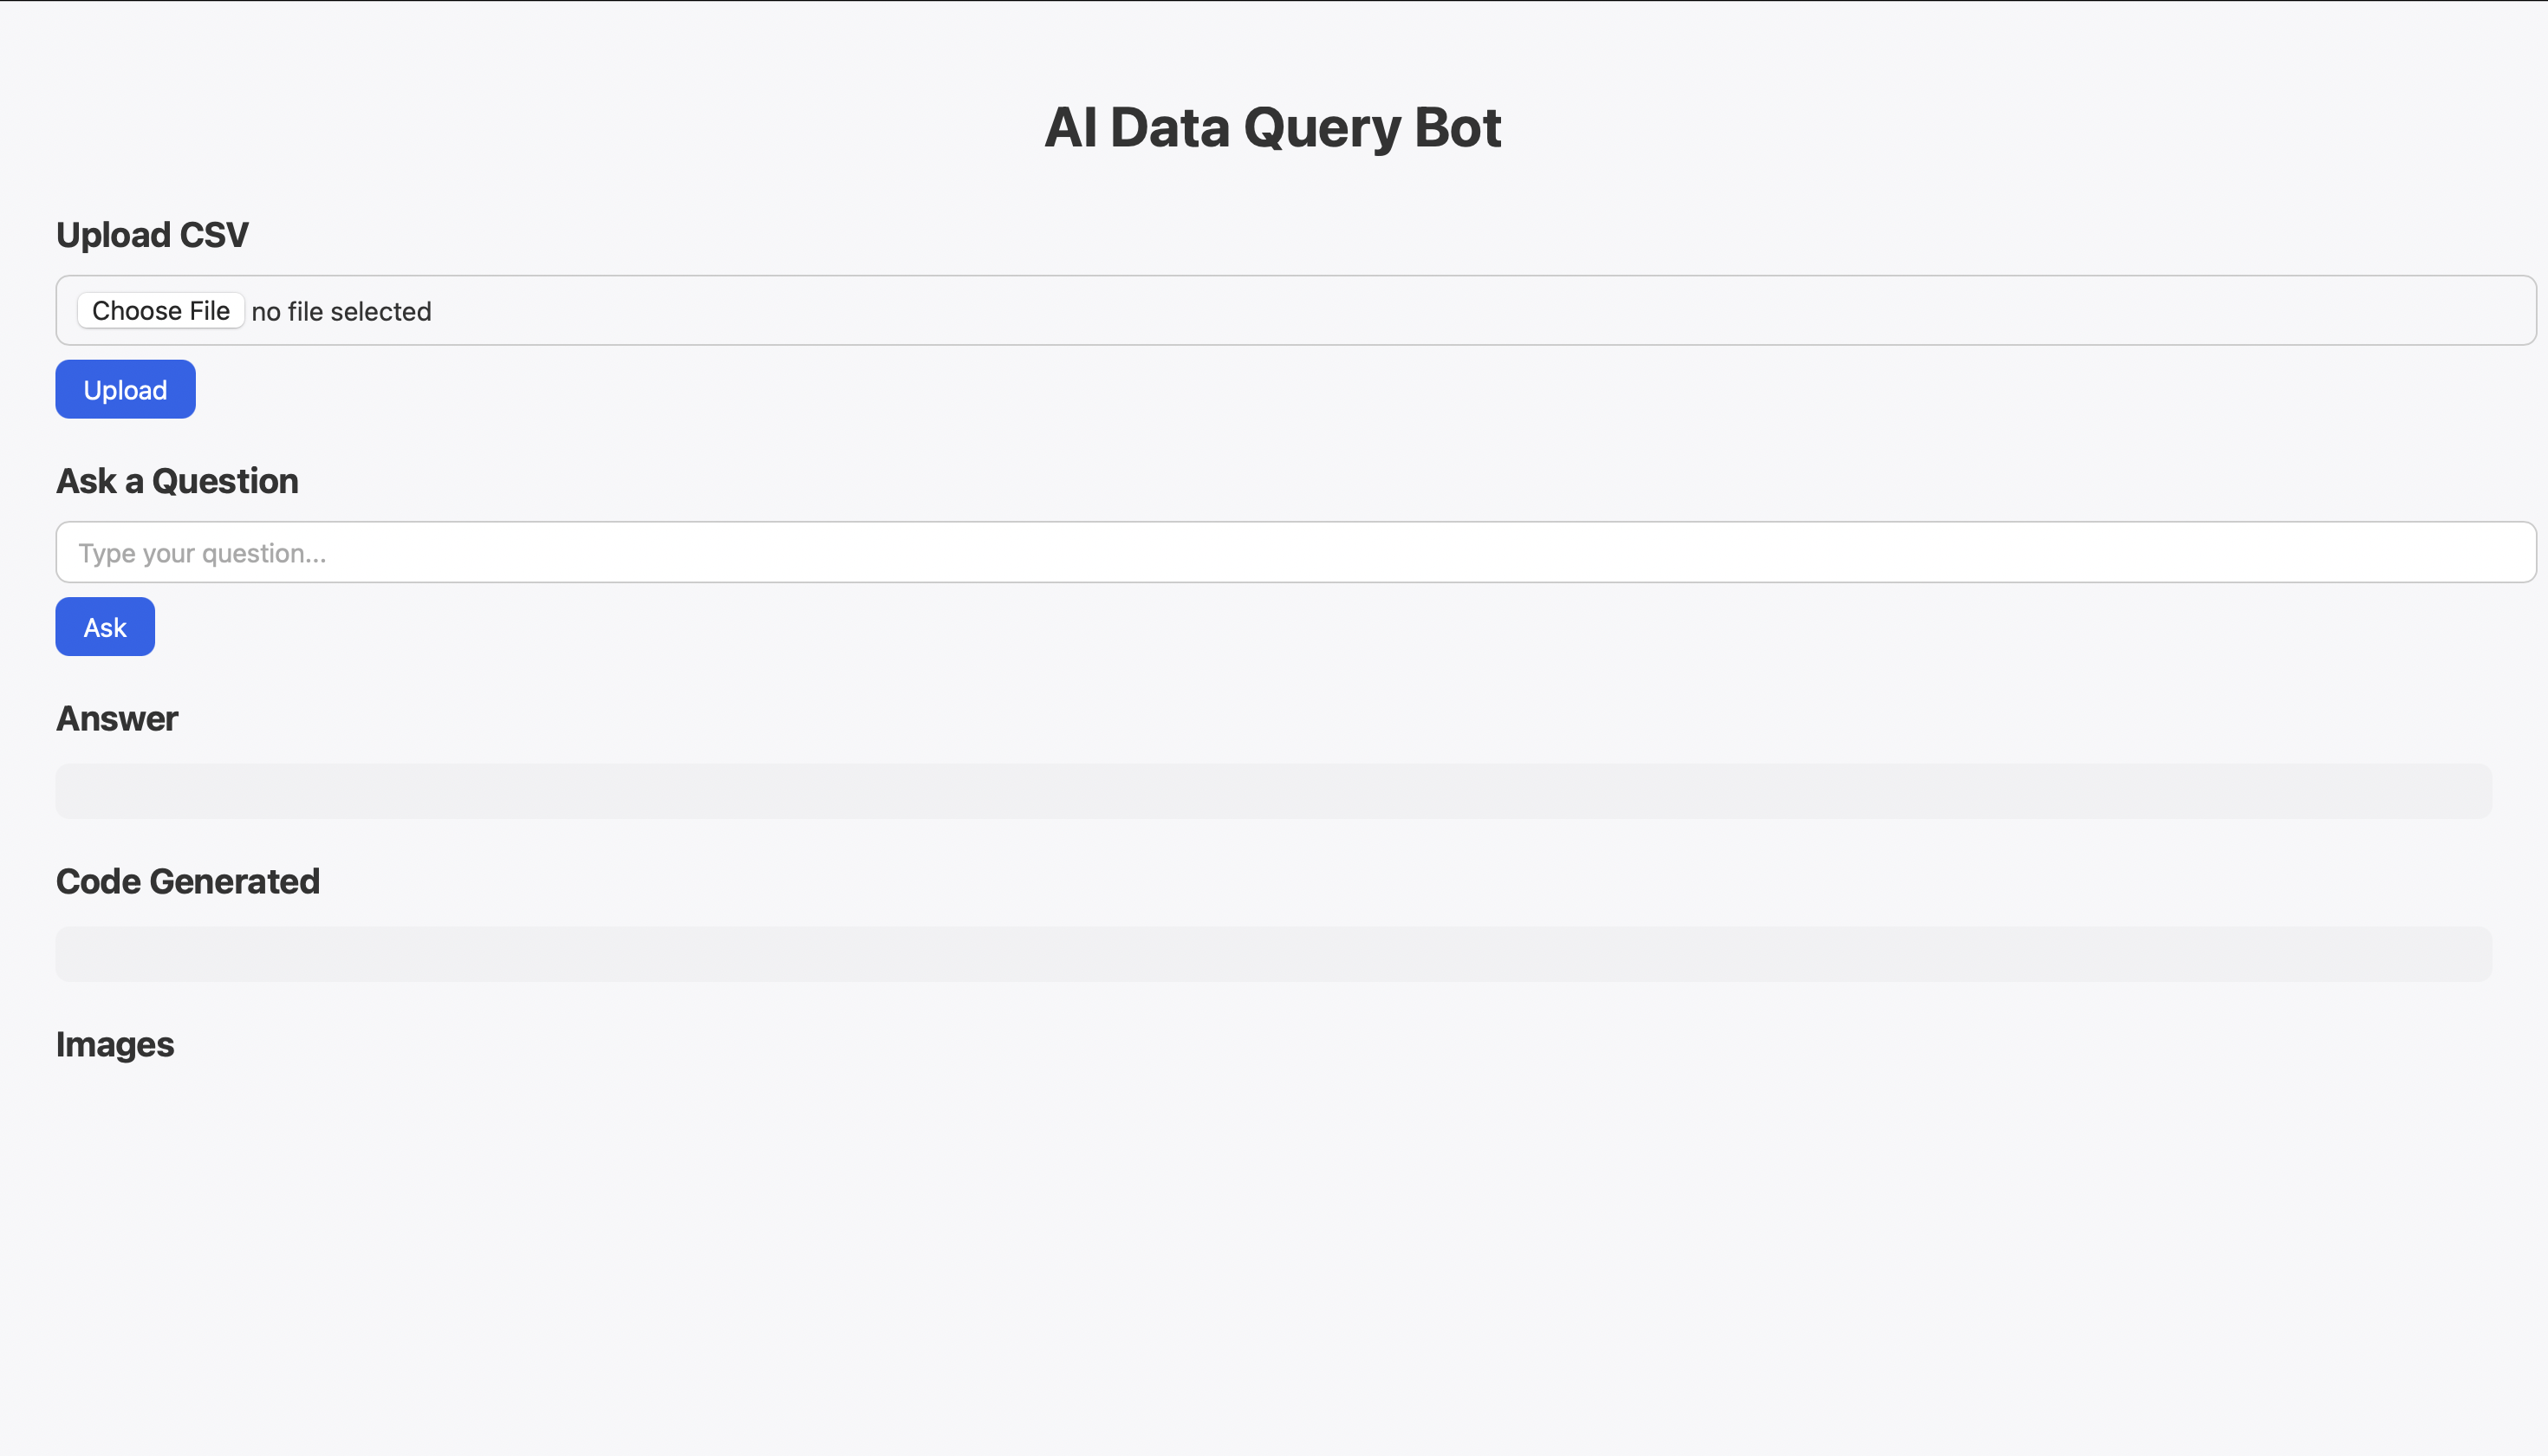 AI Data Query Bot
Upload CSV
Choose File no file selected
Upload
Ask a Question
Type your question...
Ask
Answer
Code Generated
Images